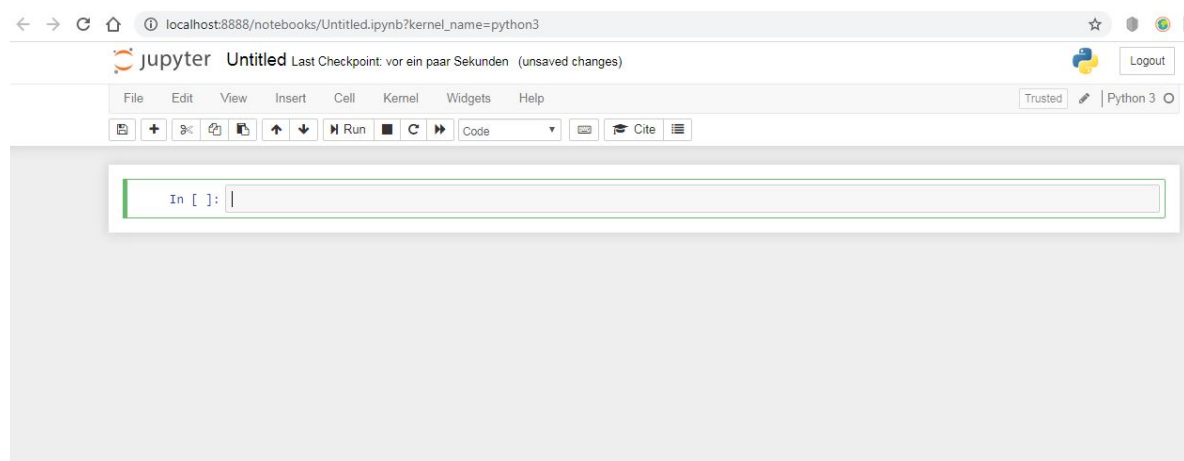 localhost:8888/notebooks/Untitled.ipynb?kernel_name=python3
jupyter Untitled Last Checkpoint: vor ein paar Sekunden (unsaved changes) Logout
File Edit View Insert Cell Kernel Widgets Help Trusted Python 3
Run Code Cite
In [ ]: